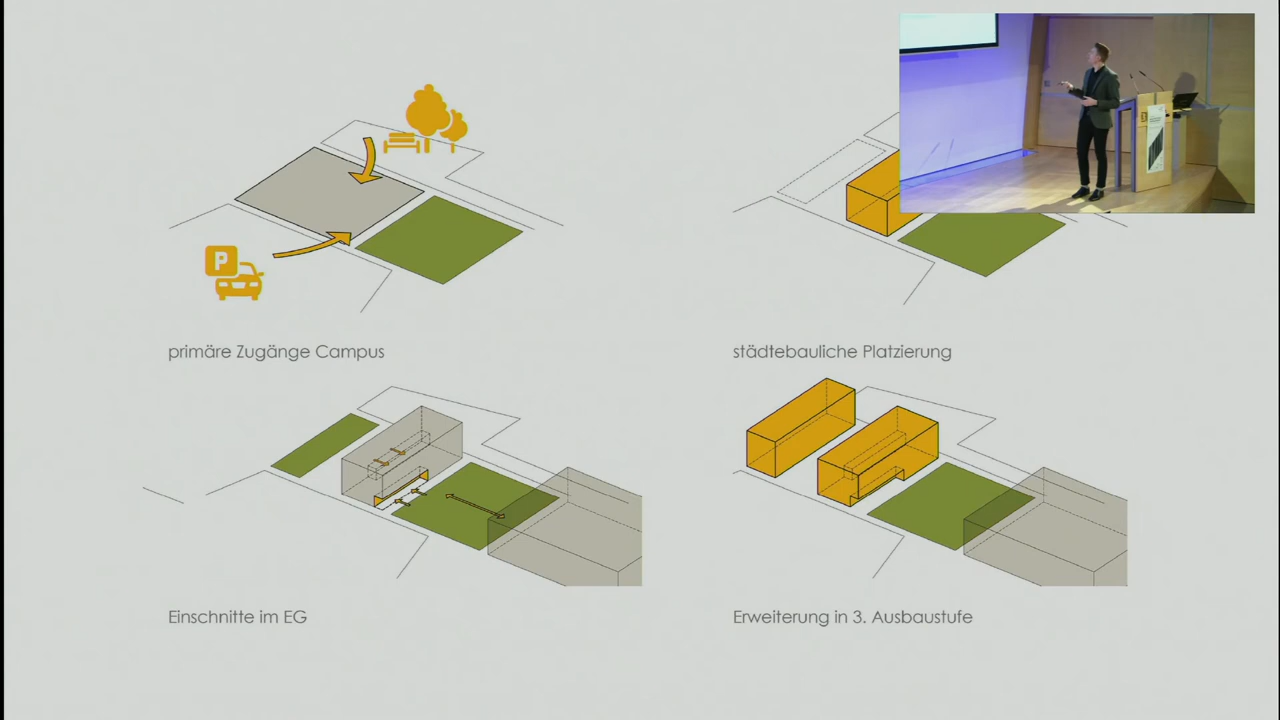 P
primäre Zugänge Campus
städtebauliche Platzierung
Einschnitte im EG
Erweiterung in 3. Ausbaustufe